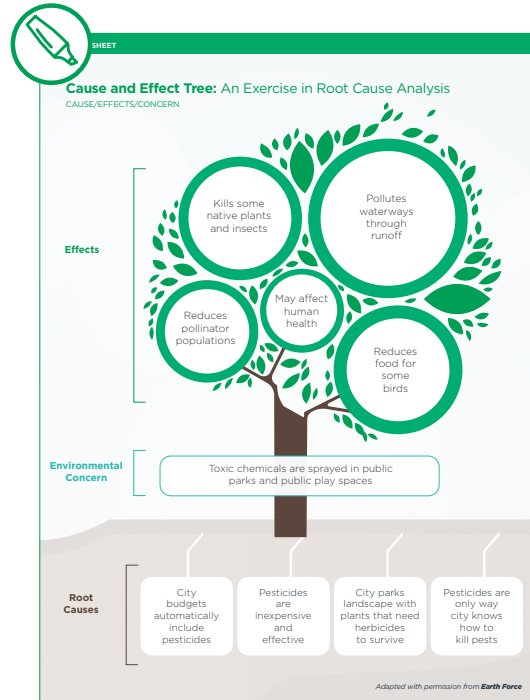 SHEET
Cause and Effect Tree: An Exercise in Root Cause Analysis
CAUSE/EFFECTS/CONCERN
Effects
Kills some
native plants
and insects
Pollutes
waterways
through
runoff
Reduces
pollinator
populations
May affect
human
health
Reduces
food for
some
birds
Environmental
Concern
Toxic chemicals are sprayed in public
parks and public play spaces
Root
Causes
City
budgets
automatically
include
pesticides
Pesticides
are
inexpensive
and
effective
City parks
landscape with
plants that need
herbicides
to survive
Pesticides are
only way
city knows
how to
kill pests
Adapted with permission from Earth Force